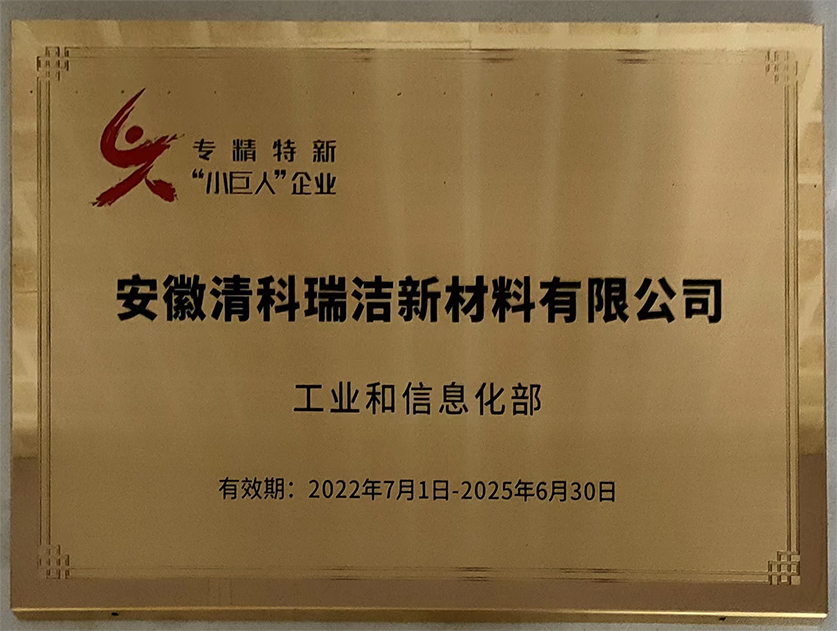 专精特新
“小巨人”企业
安徽清科瑞洁新材料有限公司
工业和信息化部
有效期：2022年7月1日-2025年6月30日